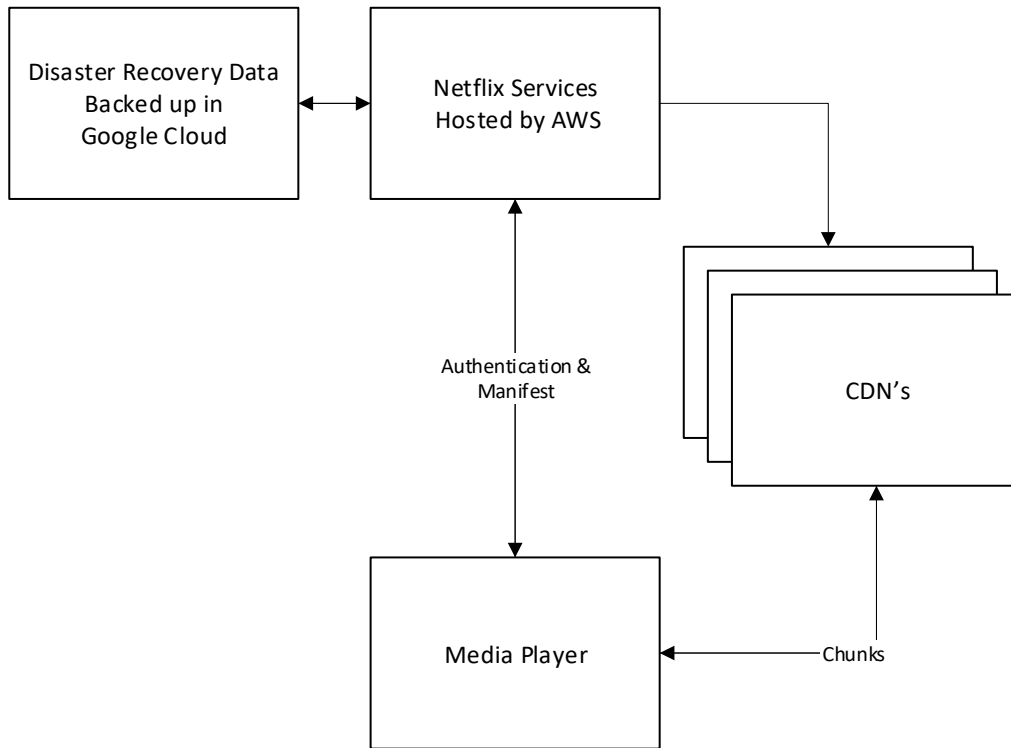 Disaster Recovery Data
Backed up in
Google Cloud
Netflix Services
Hosted by AWS
Authentication &
Manifest
CDN’s
Media Player
Chunks